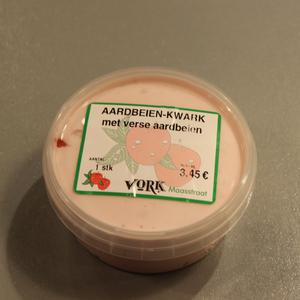 AARDBEIEN-KWARK
met verse aardbeien
AANTAL
1 stk
3.45 €
VORK
Maasstraat